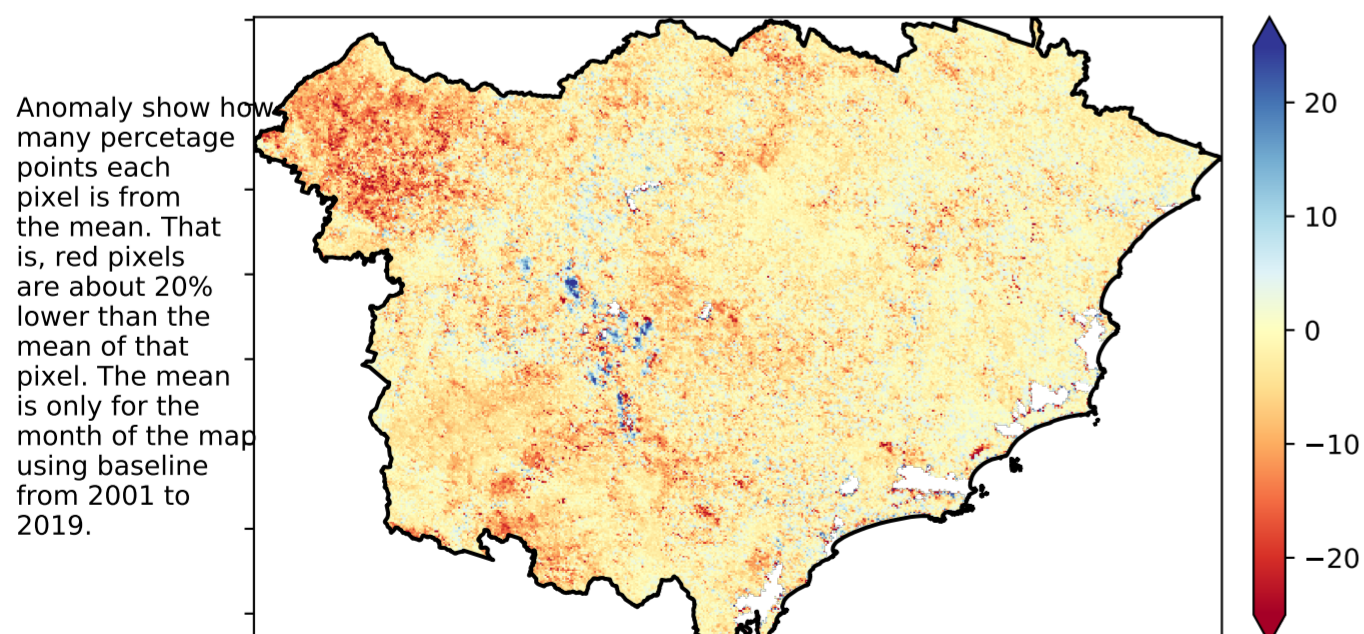 Anomaly show how
many percetage
points each
pixel is from
the mean. That
is, red pixels
are about 20%
lower than the
mean of that
pixel. The mean
is only for the
month of the map
using baseline
from 2001 to
2019.
20
10
0
−10
−20